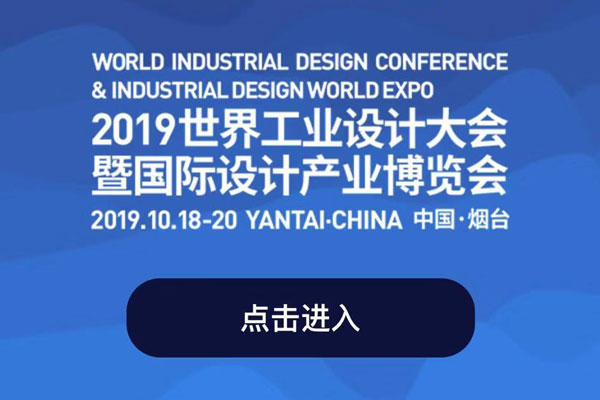 WORLD INDUSTRIAL DESIGN CONFERENCE
& INDUSTRIAL DESIGN WORLD EXPO
2019世界工业设计大会
暨国际设计产业博览会
2019.10.18-20 YANTAI·CHINA 中国·烟台
点击进入